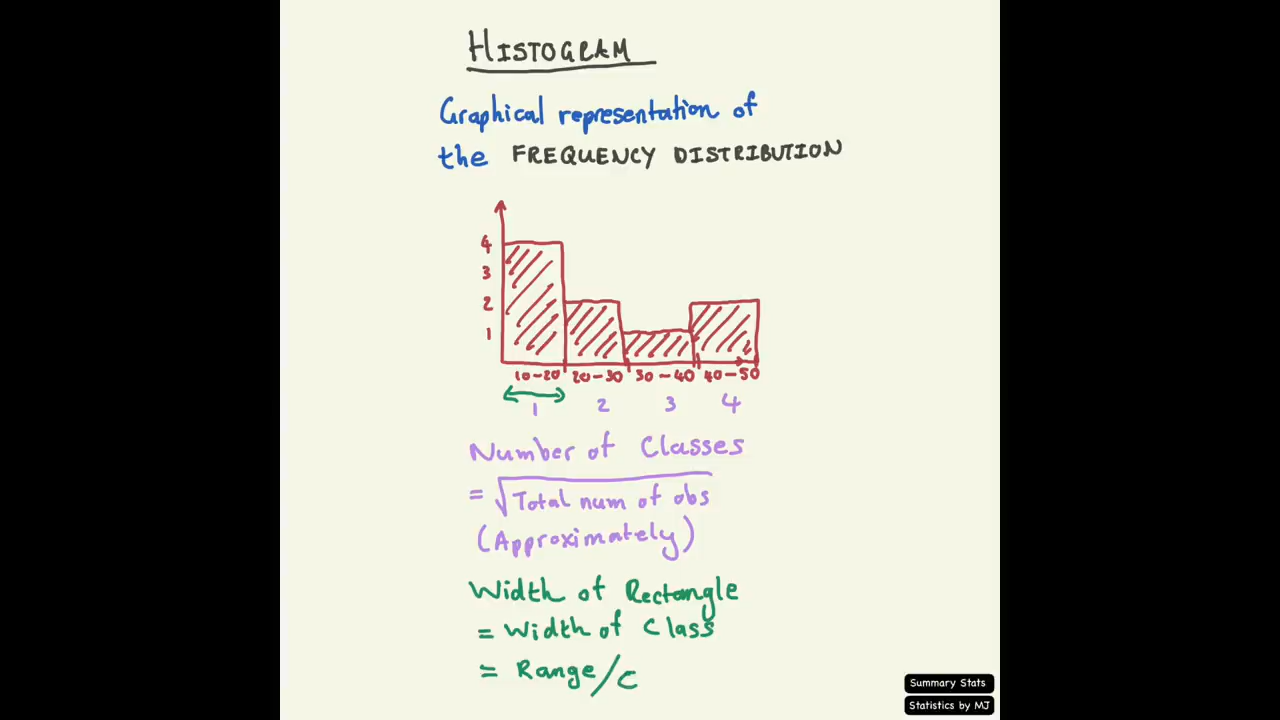 HISTOGRAM
Graphical representation of
the FREQUENCY DISTRIBUTION
4
3
2
1
10-20 20-30 30-40 40-50
1 2 3 4
Number of Classes
= √Total num of obs
(Approximately)
Width of Rectangle
= Width of Class
= Range/C
Summary Stats
Statistics by MJ